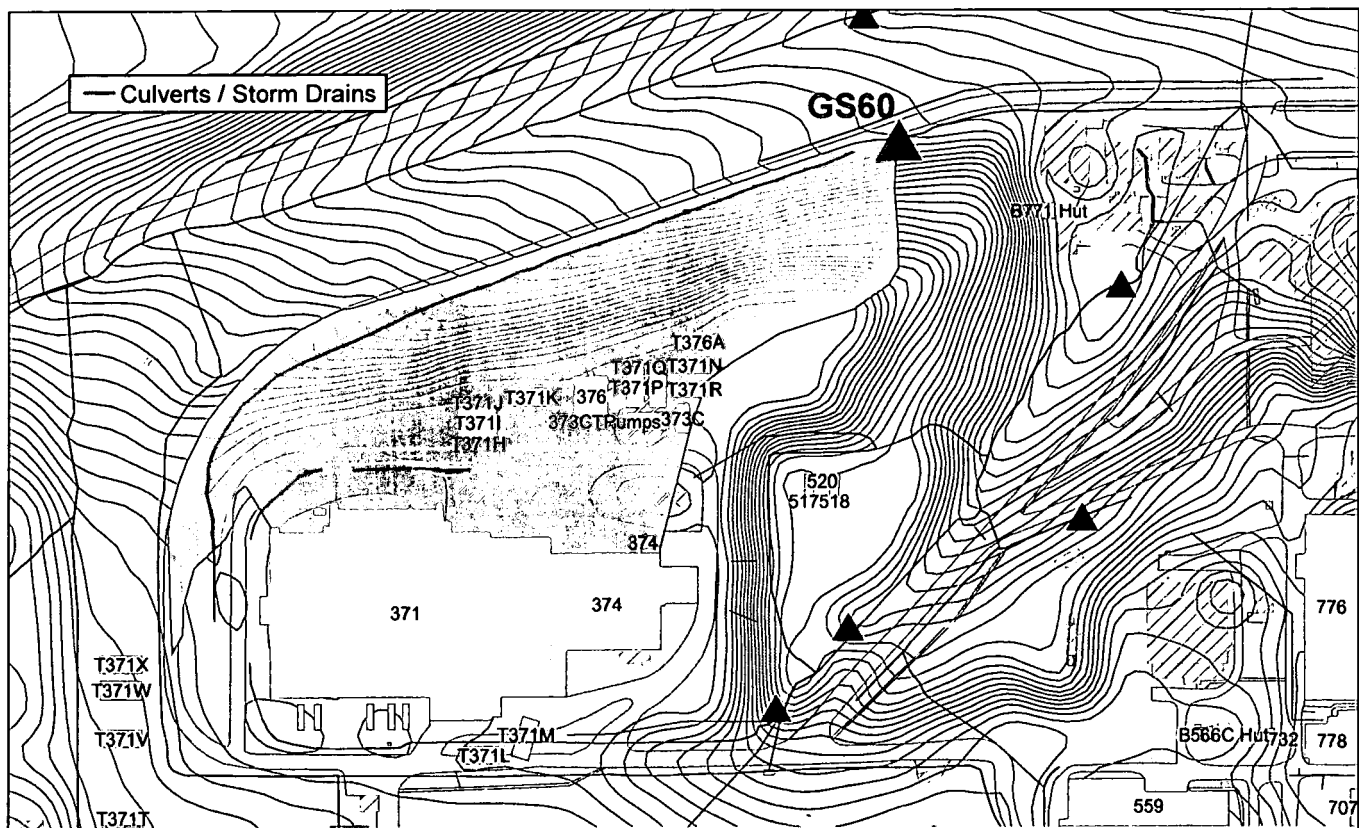 Culverts / Storm Drains
GS60
B771 Hut
T376A
T371Q T371N
T371P T371R
T371J T371K 376
T371I 373CTPumps 373C
T371H
520
517518
374
371
374
776
T371X
T371W
T371V
T371M
T371L
B566C Hut 732
778
T371T
559
707